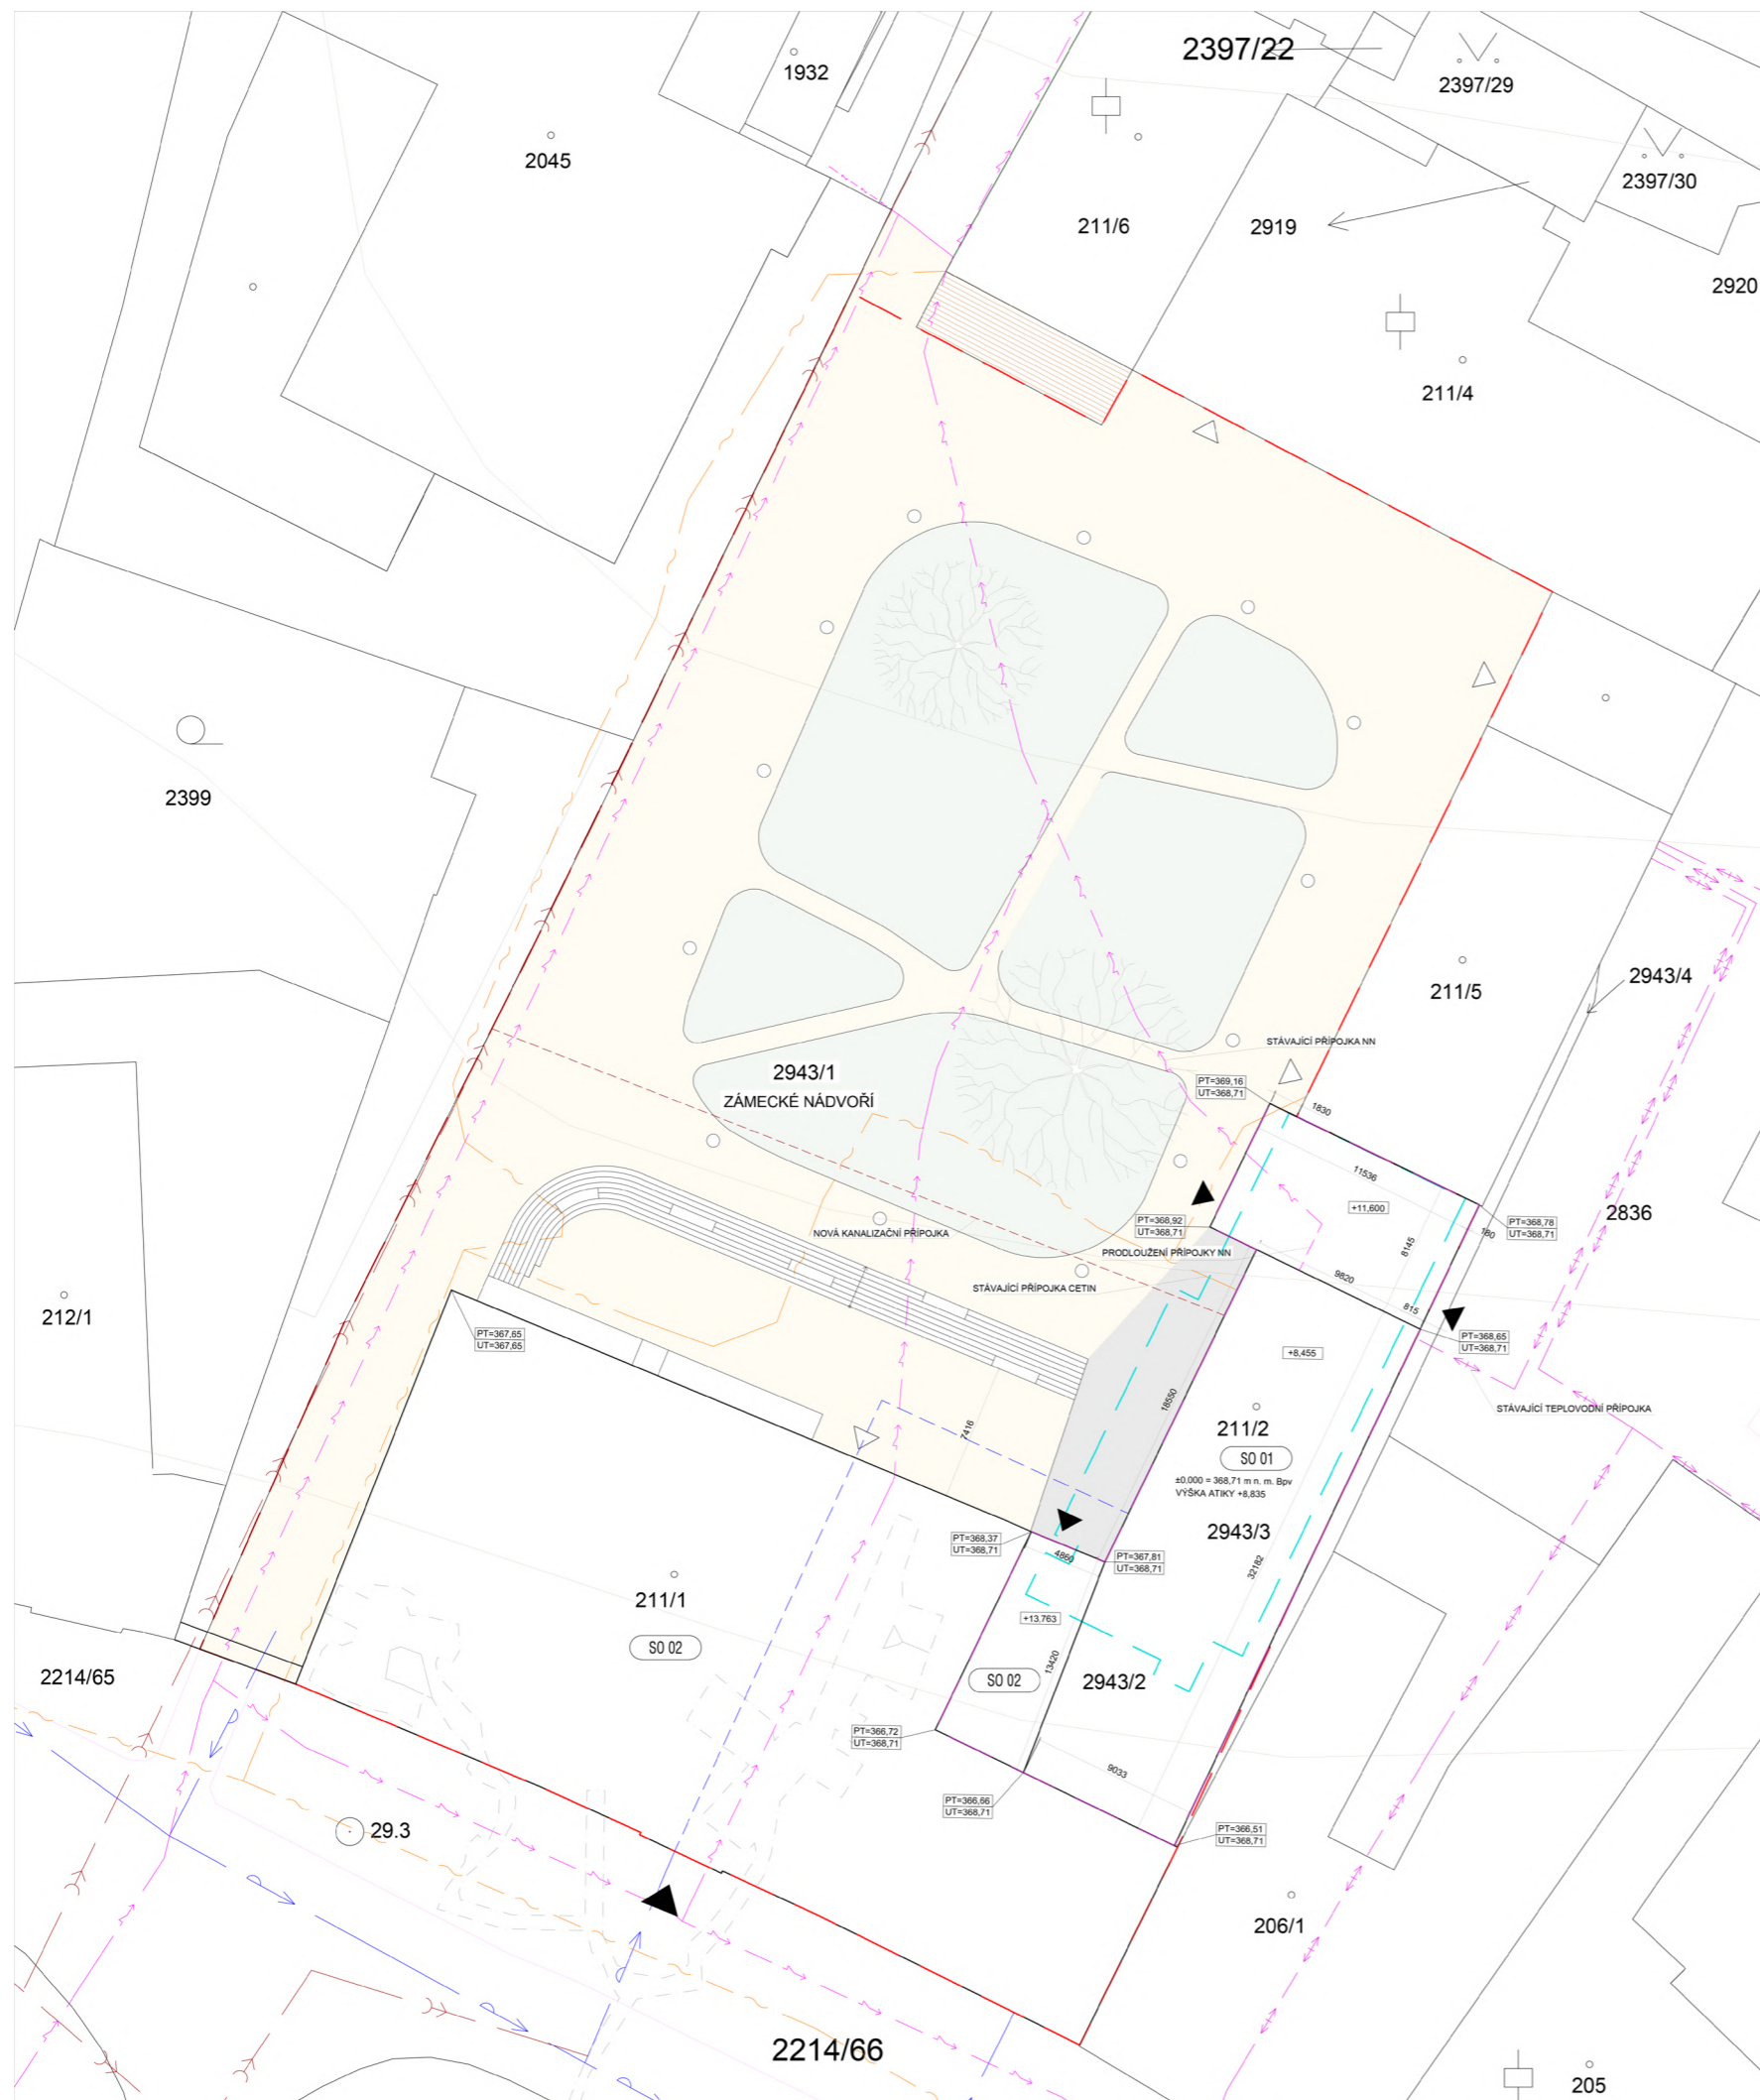 2397/22
1932
2397/29
2045
2397/30
211/6
2919
2920
211/4
2399
211/5
2943/4
STÁVAJÍCÍ PŘÍPOJKA NN
2943/1
ZÁMECKÉ NÁDVOŘÍ
PT=369,16
UT=368,71
1830
11536
+11,600
2836
PT=368,92
UT=368,71
PT=368,78
UT=368,71
180
NOVÁ KANALIZAČNÍ PŘÍPOJKA
8145
PRODLOUŽENÍ PŘÍPOJKY NN
9820
STÁVAJÍCÍ PŘÍPOJKA CETIN
815
212/1
PT=367,65
UT=367,65
PT=368,65
UT=368,71
+8,455
18550
STÁVAJÍCÍ TEPLOVODNÍ PŘÍPOJKA
7416
211/2
SO 01
±0,000 = 368,71 m n. m. Bpv
VÝŠKA ATIKY +8,835
2943/3
PT=368,37
UT=368,71
4869
PT=367,81
UT=368,71
32182
211/1
+13,763
SO 02
13420
2214/65
SO 02
2943/2
PT=366,72
UT=368,71
9033
PT=366,66
UT=368,71
29.3
PT=366,51
UT=368,71
206/1
2214/66
205